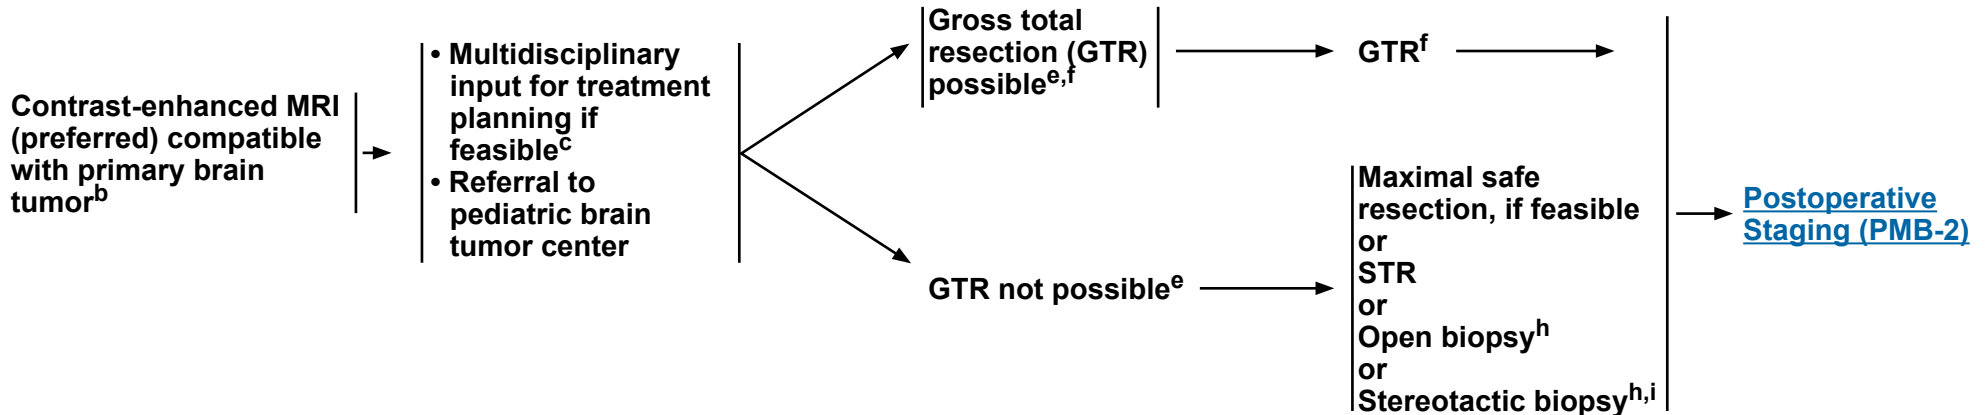 Contrast-enhanced MRI
(preferred) compatible
with primary brain
tumorb
• Multidisciplinary
input for treatment
planning if
feasiblec
• Referral to
pediatric brain
tumor center
Gross total
resection (GTR)
possiblee,f
GTRf
GTR not possiblee
Maximal safe
resection, if feasible
or
STR
or
Open biopsyh
or
Stereotactic biopsyh,i
Postoperative
Staging (PMB-2)